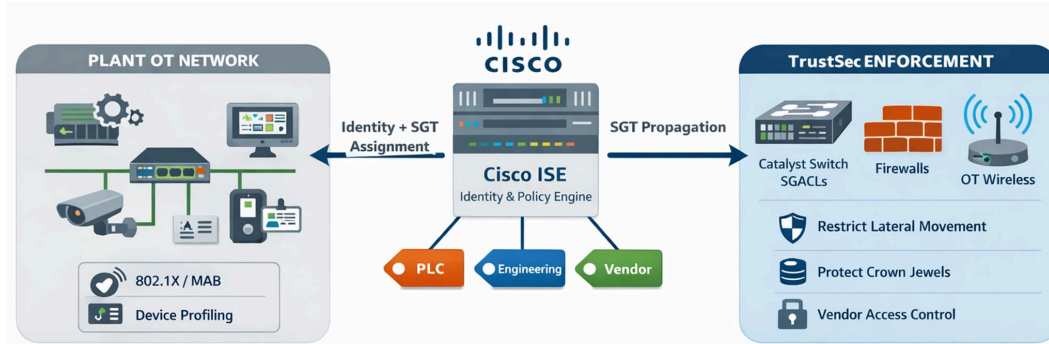 PLANT OT NETWORK
802.1X / MAB
Device Profiling
CISCO
Identity + SGT
Assignment
SGT Propagation
Cisco ISE
Identity & Policy Engine
PLC
Engineering
Vendor
TrustSec ENFORCEMENT
Catalyst Switch
SGACLs
Firewalls
OT Wireless
Restrict Lateral Movement
Protect Crown Jewels
Vendor Access Control